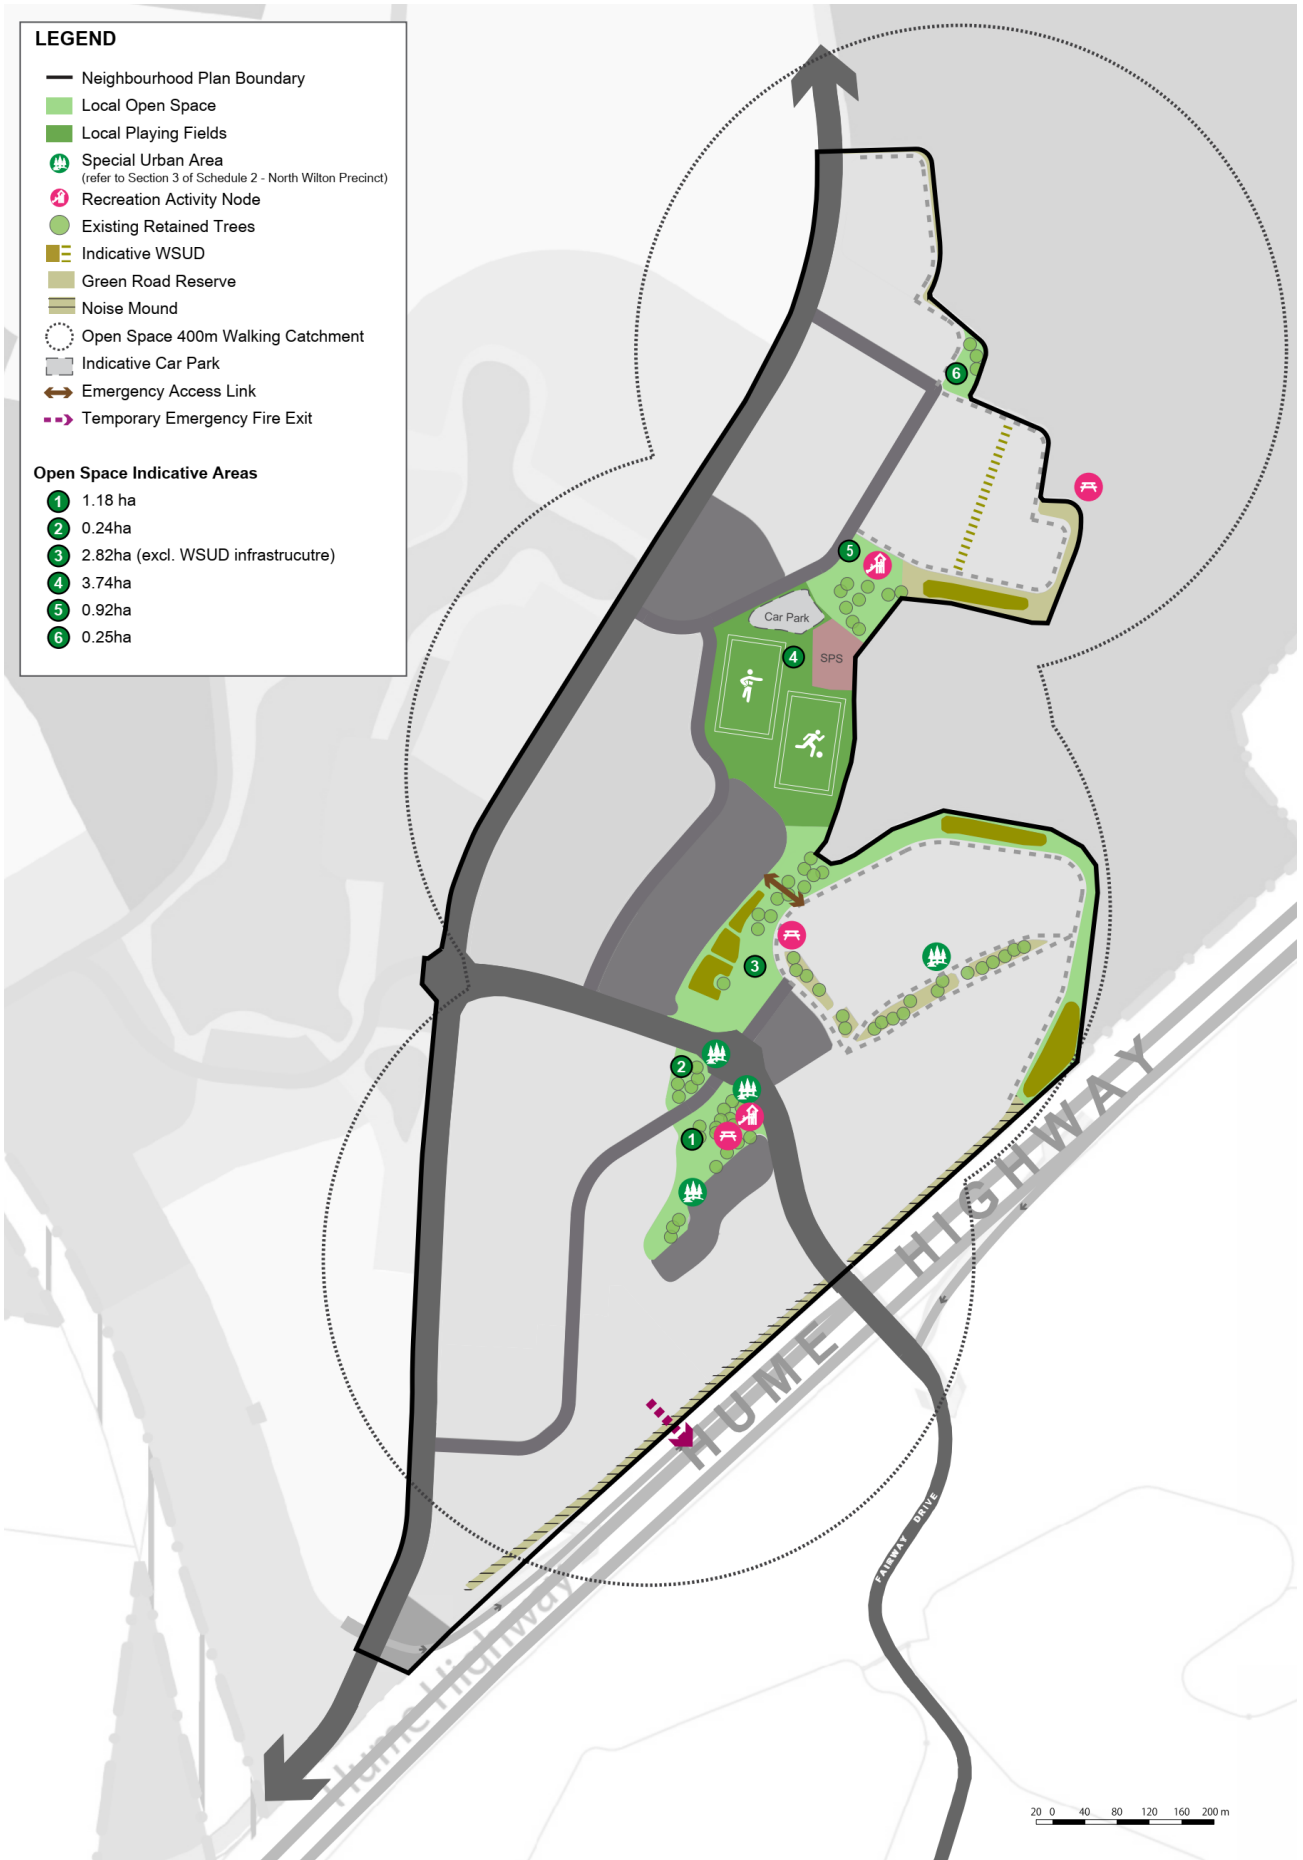 LEGEND
Neighbourhood Plan Boundary
Local Open Space
Local Playing Fields
Special Urban Area
(refer to Section 3 of Schedule 2 - North Wilton Precinct)
Recreation Activity Node
Existing Retained Trees
Indicative WSUD
Green Road Reserve
Noise Mound
Open Space 400m Walking Catchment
Indicative Car Park
Emergency Access Link
Temporary Emergency Fire Exit
Open Space Indicative Areas
1 1.18 ha
2 0.24ha
3 2.82ha (excl. WSUD infrastrucutre)
4 3.74ha
5 0.92ha
6 0.25ha
6
5
Car Park
4
SPS
3
2
1
HUME HIGHWAY
FAIRWAY DRIVE
Hume Highway
20 0 40 80 120 160 200 m